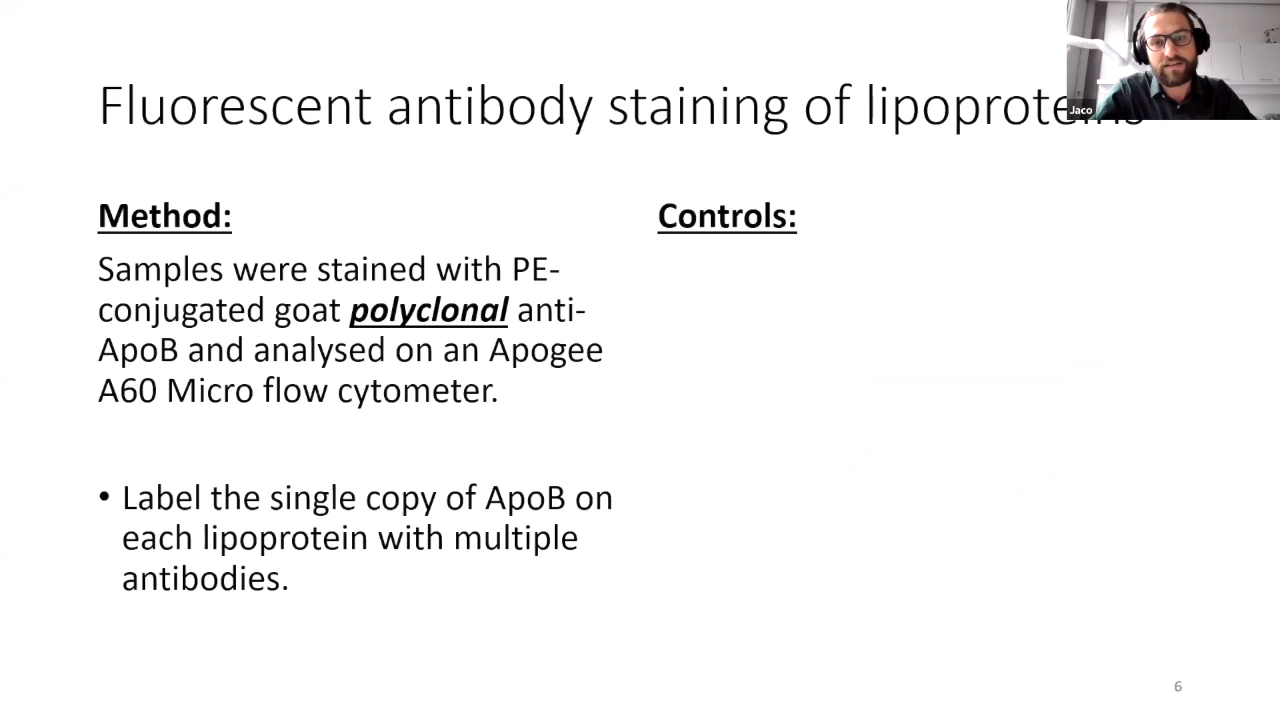 Fluorescent antibody staining of lipoproteins
Jaco
Method:
Samples were stained with PE-
conjugated goat polyclonal anti-
ApoB and analysed on an Apogee
A60 Micro flow cytometer.
• Label the single copy of ApoB on
each lipoprotein with multiple
antibodies.
Controls:
6